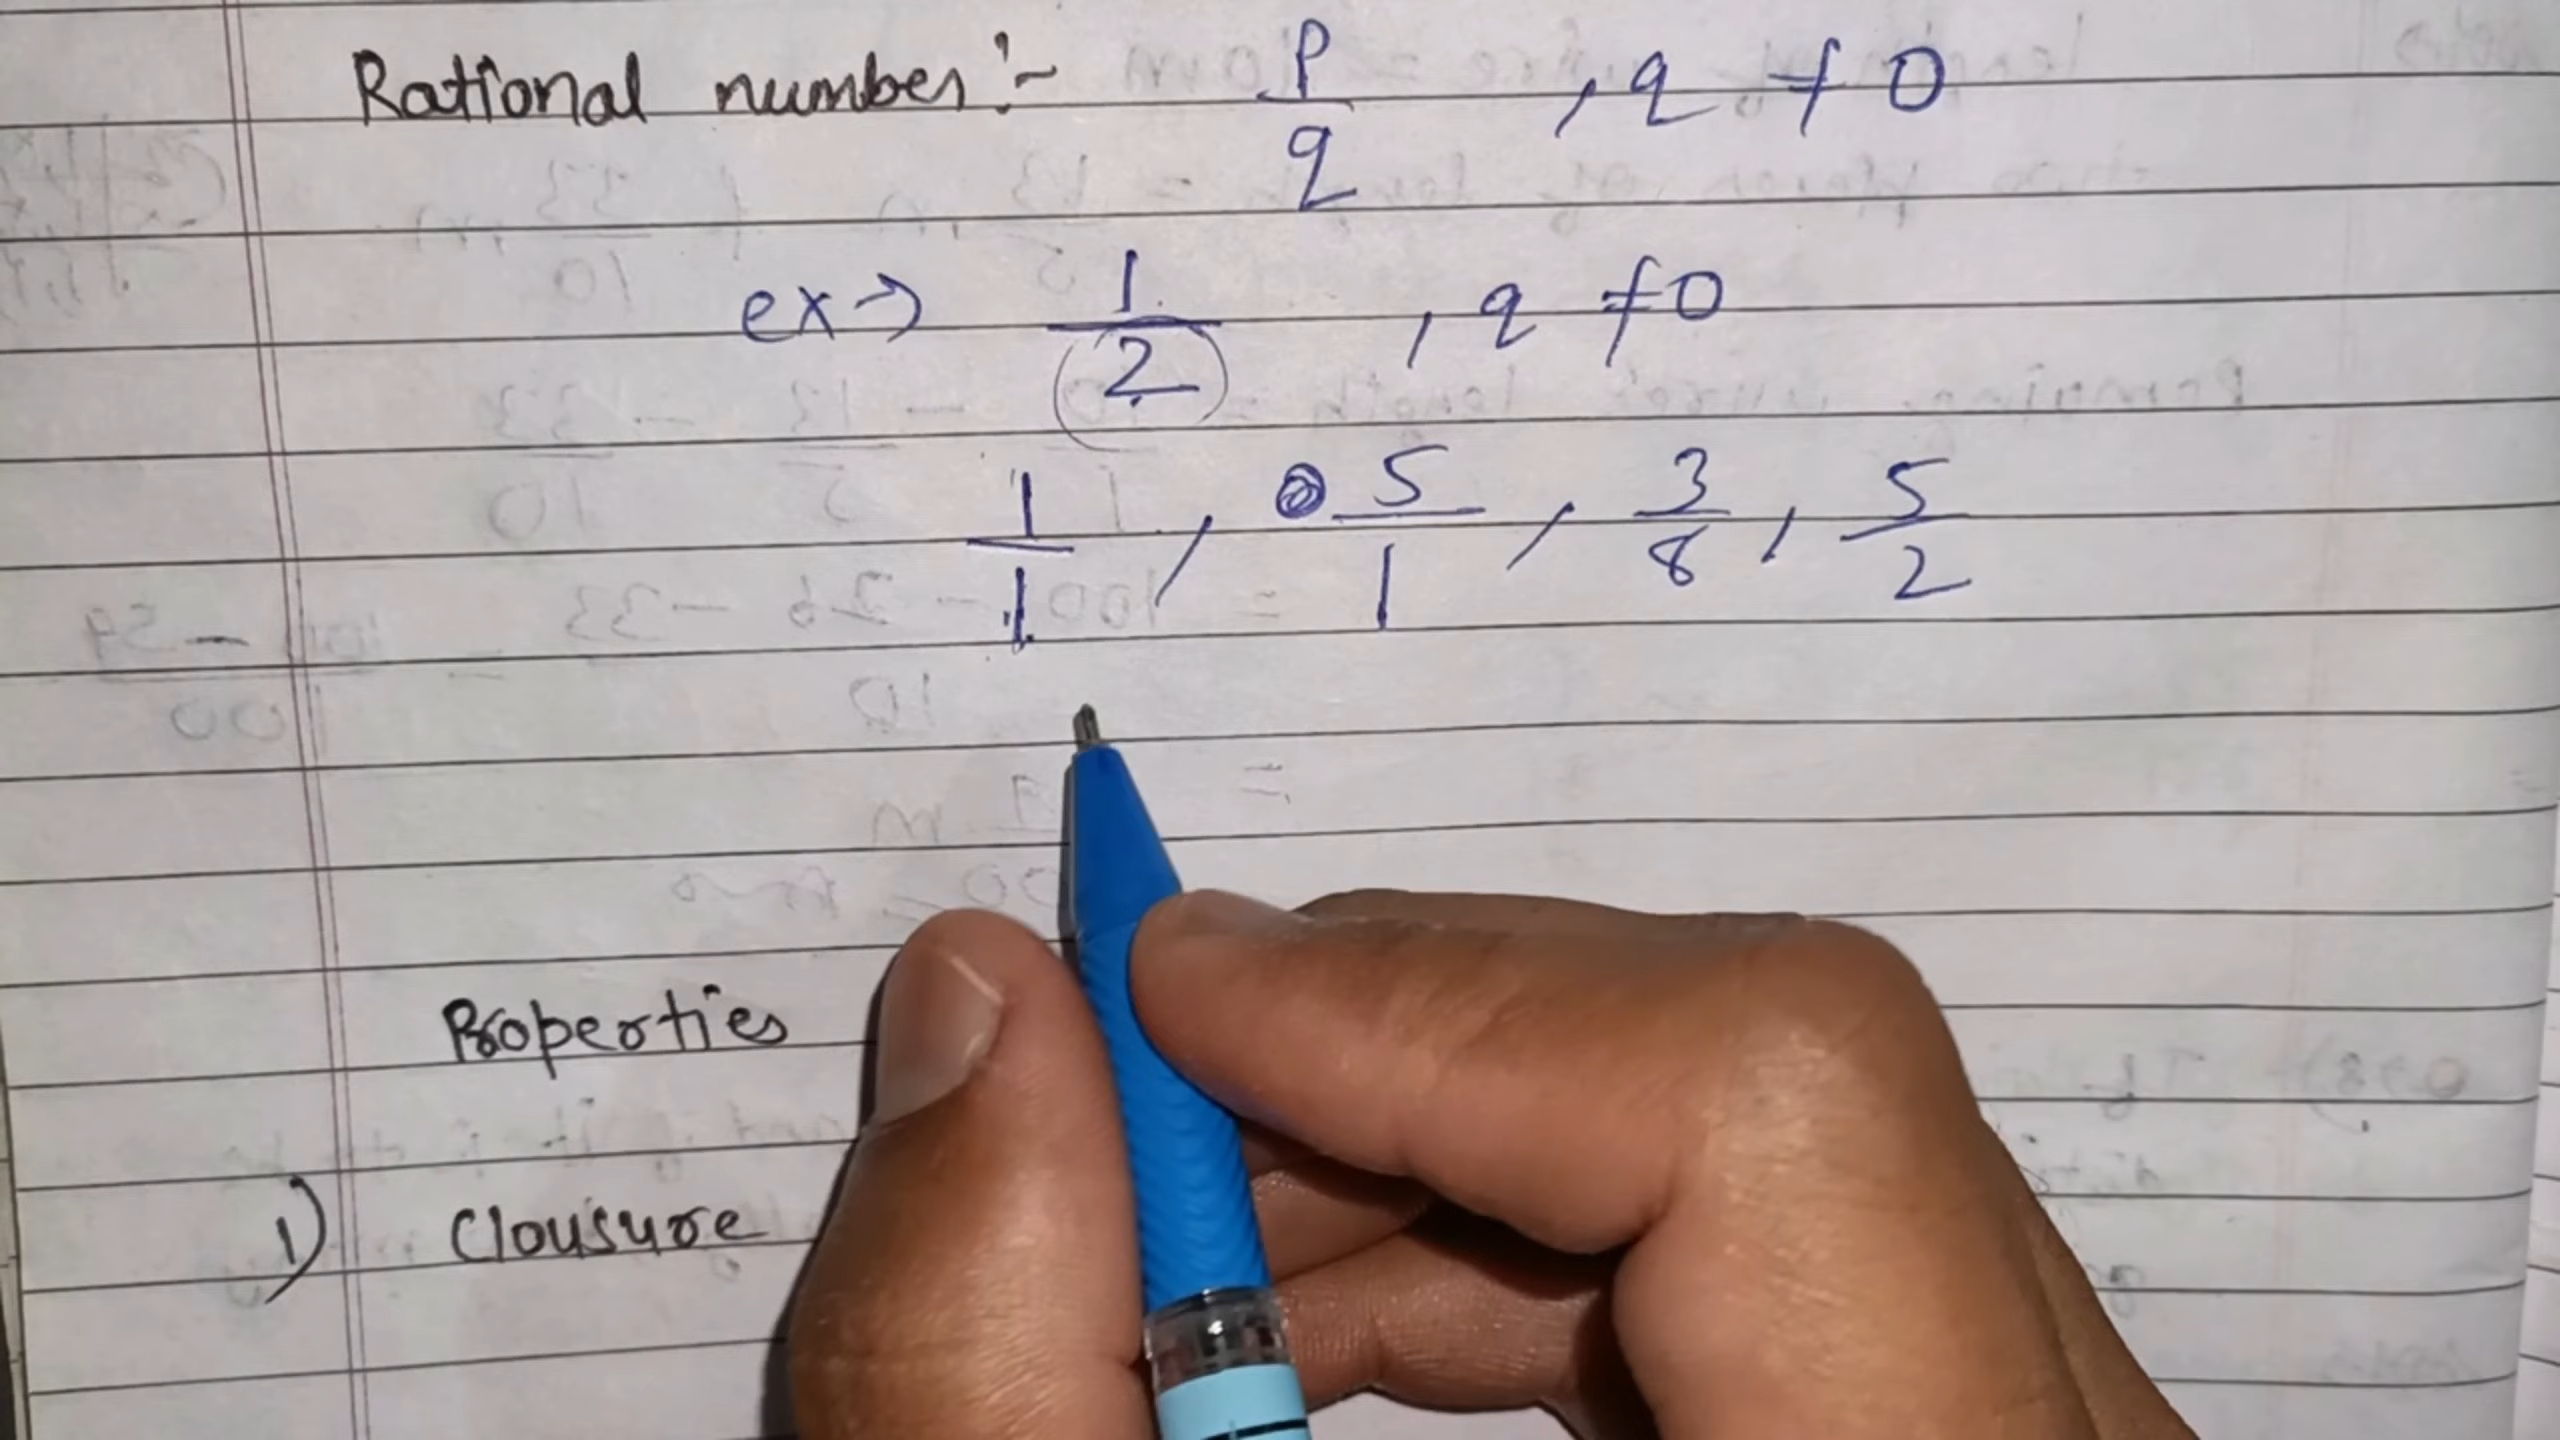 Rational number :- p/q , q ≠ 0
ex → 1/2 , q ≠ 0
1/1 , 5/1 , 3/8 , 5/2
Properties
1) Clousure